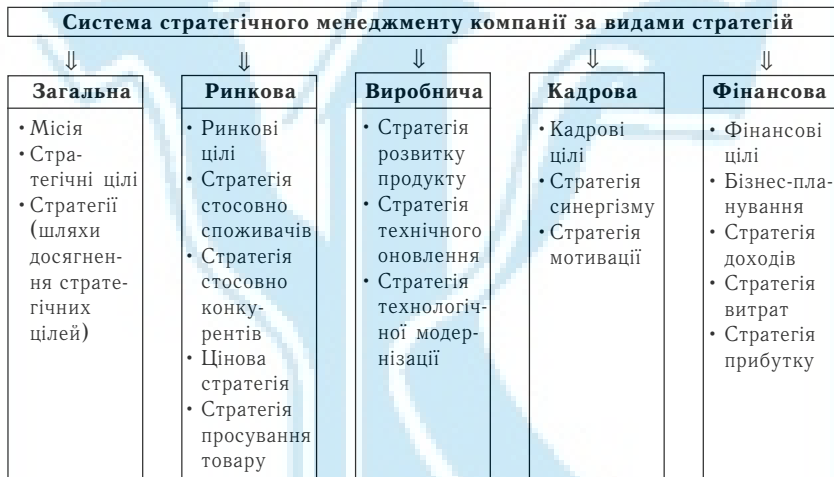 Система стратегічного менеджменту компанії за видами стратегій
⇓ ⇓ ⇓ ⇓ ⇓
Загальна
• Місія
• Стра-
тегічні цілі
• Стратегії
(шляхи
досягнен-
ня страте-
гічних
цілей)
Ринкова
• Ринкові
цілі
• Стратегія
стосовно
споживачів
• Стратегія
стосовно
конку-
рентів
• Цінова
стратегія
• Стратегія
просування
товару
Виробнича
• Стратегія
розвитку
продукту
• Стратегія
технічного
оновлення
• Стратегія
технологіч-
ної модер-
нізації
Кадрова
• Кадрові
цілі
• Стратегія
синергізму
• Стратегія
мотивації
Фінансова
• Фінансові
цілі
• Бізнес-пла-
нування
• Стратегія
доходів
• Стратегія
витрат
• Стратегія
прибутку